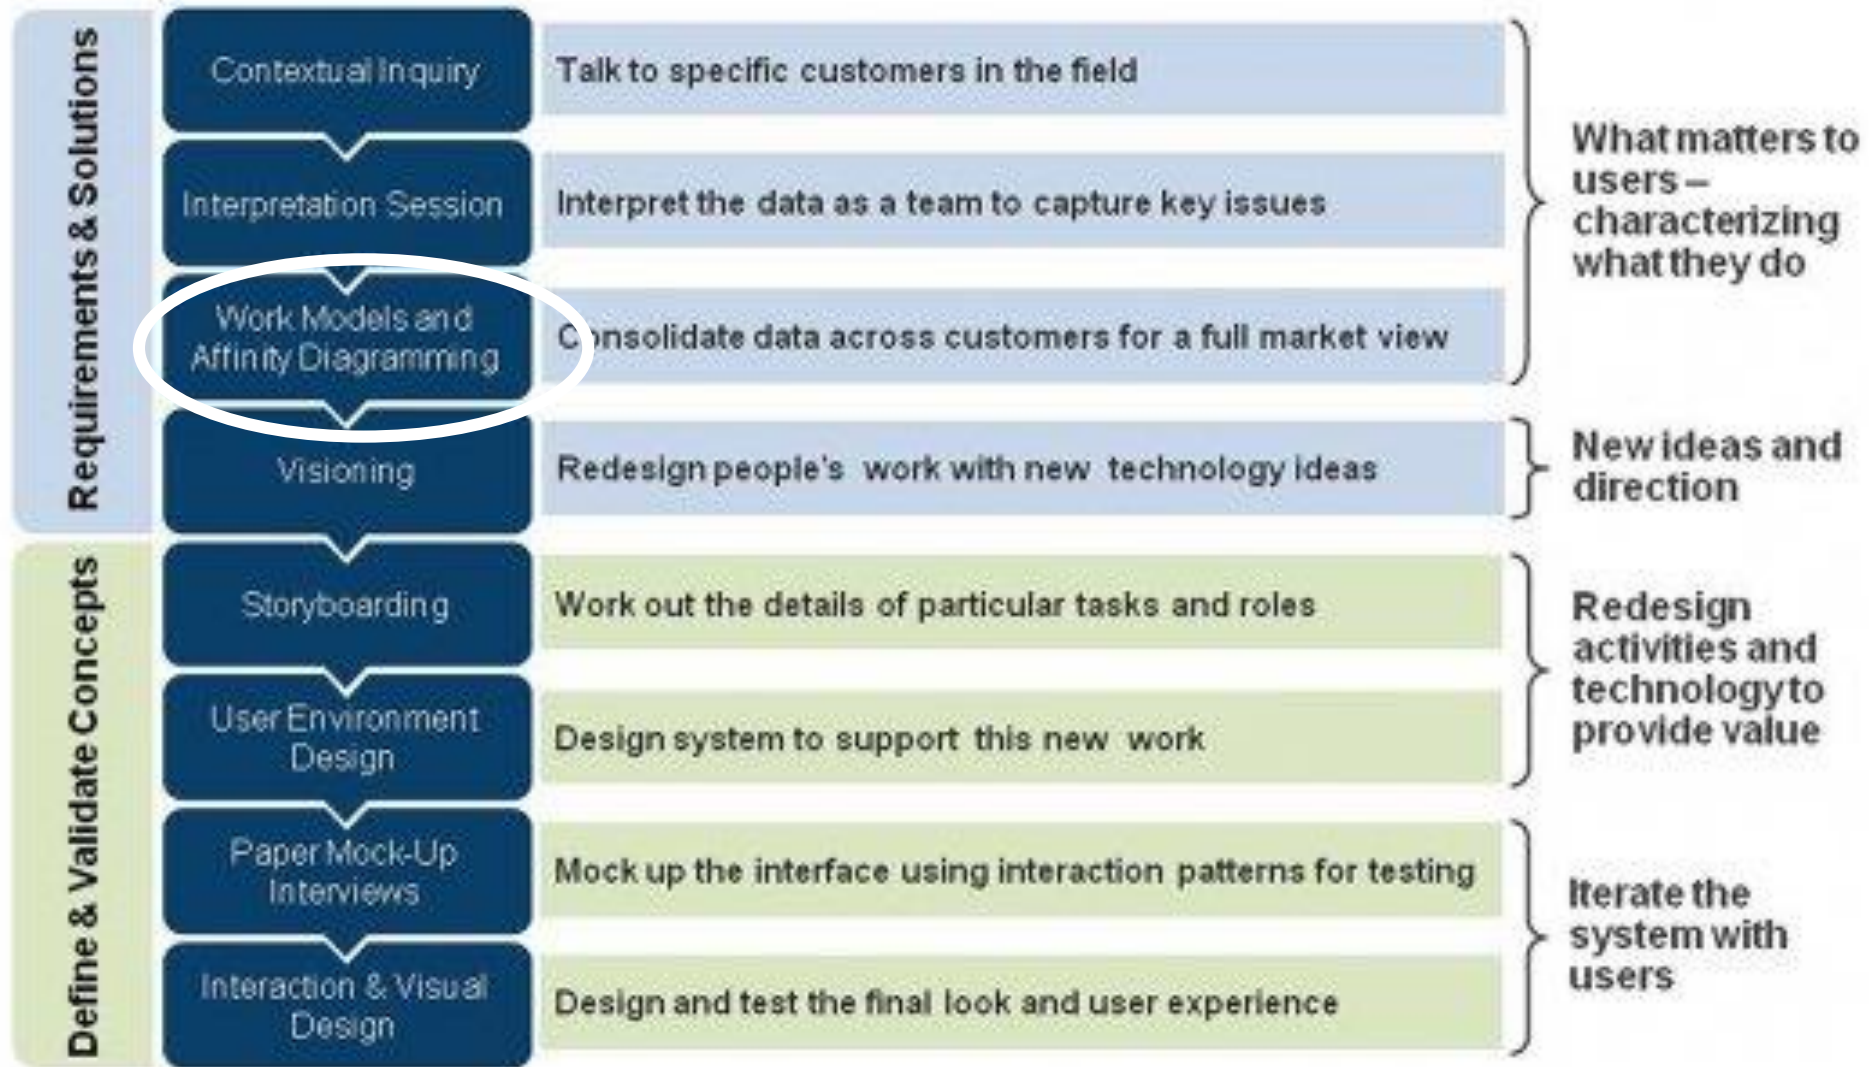 Requirements & Solutions
Contextual Inquiry
Talk to specific customers in the field
Interpretation Session
Interpret the data as a team to capture key issues
Work Models and
Affinity Diagramming
Consolidate data across customers for a full market view
What matters to
users –
characterizing
what they do
Visioning
Redesign people's work with new technology ideas
New ideas and
direction
Define & Validate Concepts
Storyboarding
Work out the details of particular tasks and roles
User Environment
Design
Design system to support this new work
Redesign
activities and
technology to
provide value
Paper Mock-Up
Interviews
Mock up the interface using interaction patterns for testing
Interaction & Visual
Design
Design and test the final look and user experience
Iterate the
system with
users